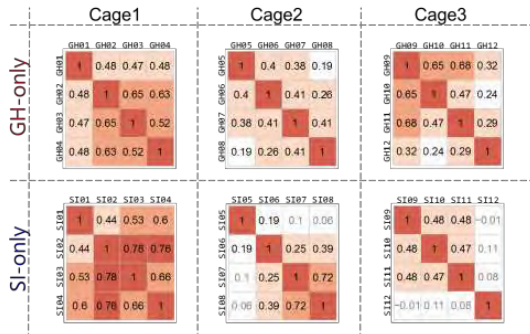 Cage1 Cage2 Cage3
GH-only
GH01 GH02 GH03 GH04
GH01 1 0.48 0.47 0.48
GH02 0.48 1 0.65 0.63
GH03 0.47 0.65 1 0.52
GH04 0.48 0.63 0.52 1
GH05 GH06 GH07 GH08
GH05 1 0.4 0.38 0.19
GH06 0.4 1 0.41 0.26
GH07 0.38 0.41 1 0.41
GH08 0.19 0.26 0.41 1
GH09 GH10 GH11 GH12
GH09 1 0.65 0.68 0.32
GH10 0.65 1 0.47 0.24
GH11 0.68 0.47 1 0.29
GH12 0.32 0.24 0.29 1
SI-only
SI01 SI02 SI03 SI04
SI01 1 0.44 0.53 0.6
SI02 0.44 1 0.78 0.76
SI03 0.53 0.78 1 0.66
SI04 0.6 0.76 0.66 1
SI05 SI06 SI07 SI08
SI05 1 0.19 0.1 0.06
SI06 0.19 1 0.25 0.39
SI07 0.1 0.25 1 0.72
SI08 0.06 0.39 0.72 1
SI09 SI10 SI11 SI12
SI09 1 0.48 0.48 -0.01
SI10 0.48 1 0.47 0.11
SI11 0.48 0.47 1 0.08
SI12 -0.01 0.11 0.08 1